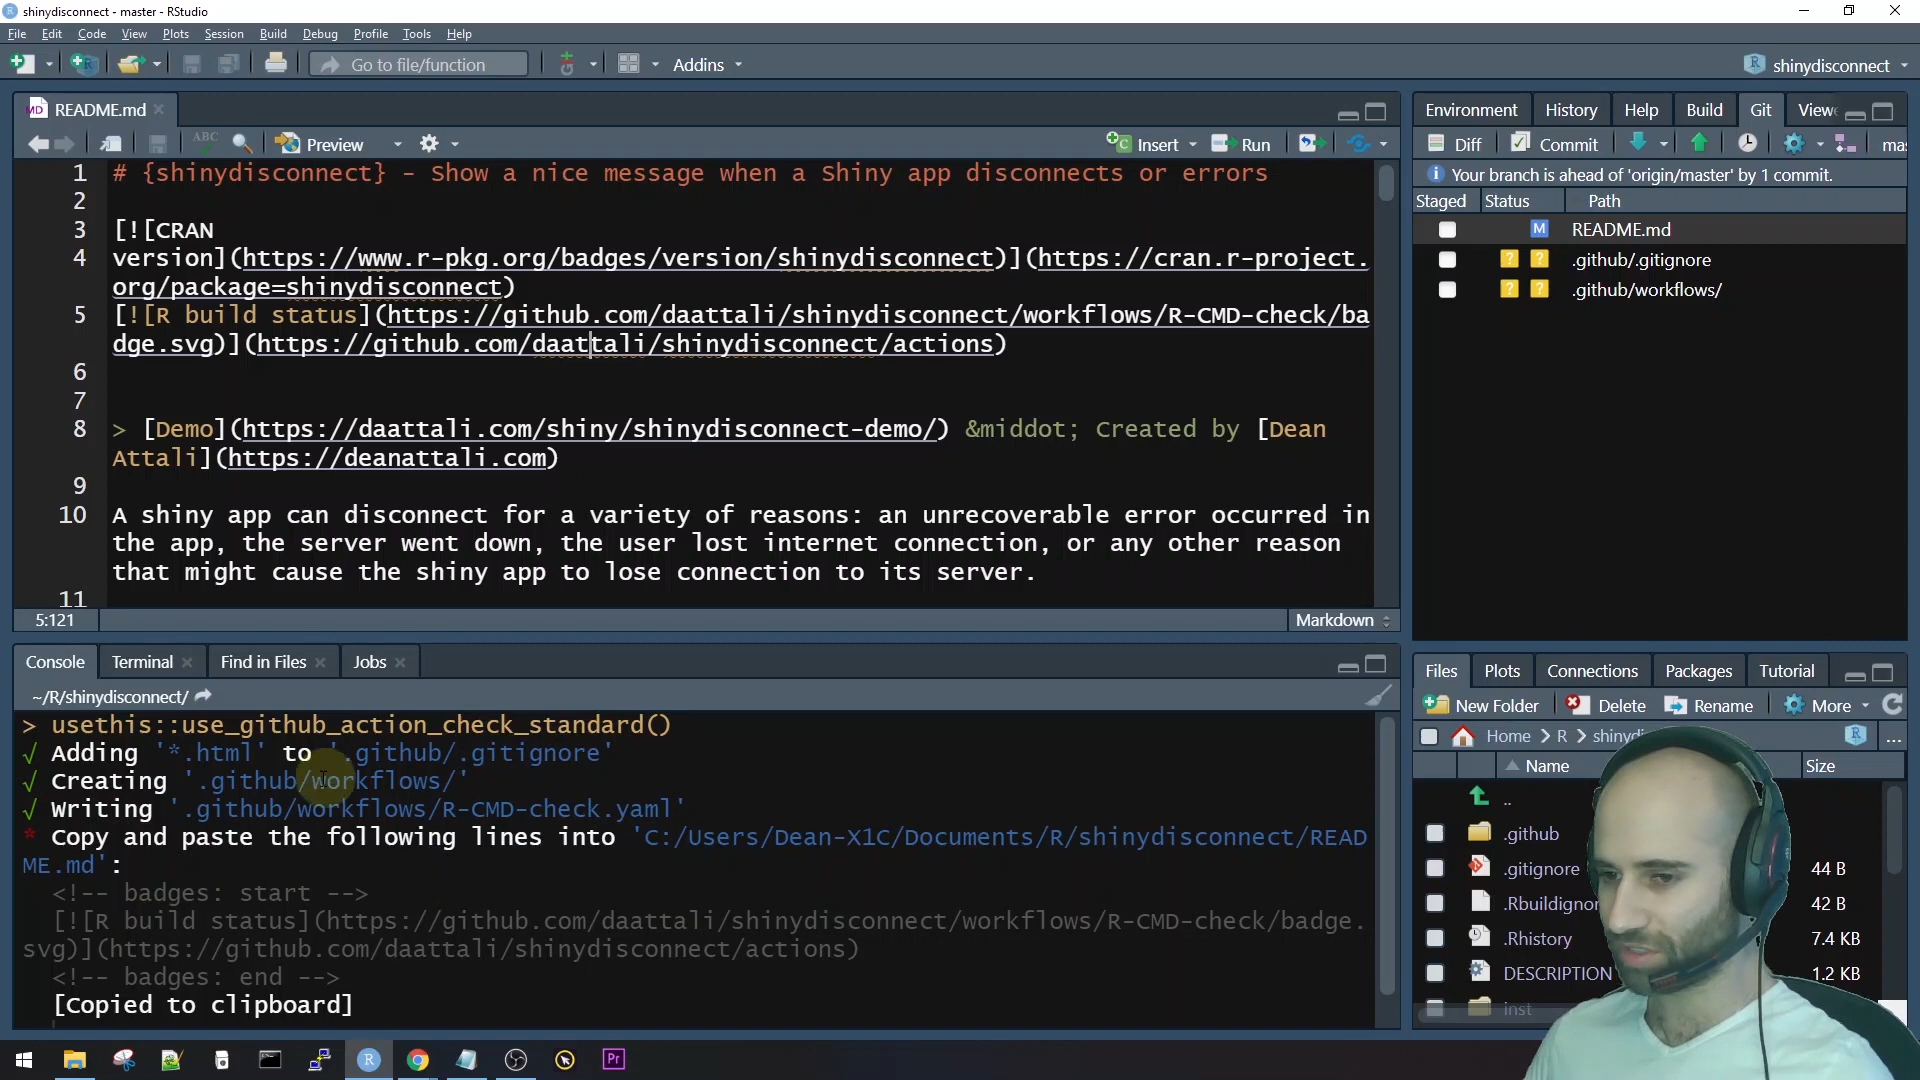 shinydisconnect - master - RStudio
File Edit Code View Plots Session Build Debug Profile Tools Help
Go to file/function Addins shinydisconnect
README.md
ABC Preview Insert Run
1 # {shinydisconnect} - Show a nice message when a Shiny app disconnects or errors
2
3 [![CRAN
4 version](https://www.r-pkg.org/badges/version/shinydisconnect)](https://cran.r-project.
org/package=shinydisconnect)
5 [![R build status](https://github.com/daattali/shinydisconnect/workflows/R-CMD-check/ba
dge.svg)](https://github.com/daattali/shinydisconnect/actions)
6
7
8 > [Demo](https://daattali.com/shiny/shinydisconnect-demo/) &middot; Created by [Dean
Attali](https://deanattali.com)
9
10 A shiny app can disconnect for a variety of reasons: an unrecoverable error occurred in
the app, the server went down, the user lost internet connection, or any other reason
that might cause the shiny app to lose connection to its server.
11
5:121 Markdown
Console Terminal Find in Files Jobs
~/R/shinydisconnect/
> usethis::use_github_action_check_standard()
√ Adding '*.html' to '.github/.gitignore'
√ Creating '.github/workflows/'
√ Writing '.github/workflows/R-CMD-check.yaml'
* Copy and paste the following lines into 'C:/Users/Dean-X1C/Documents/R/shinydisconnect/READ
ME.md':
<!-- badges: start -->
[![R build status](https://github.com/daattali/shinydisconnect/workflows/R-CMD-check/badge.
svg)](https://github.com/daattali/shinydisconnect/actions)
<!-- badges: end -->
[Copied to clipboard]
Environment History Help Build Git View
Diff Commit mas
Your branch is ahead of 'origin/master' by 1 commit.
Staged Status Path
M README.md
? ? .github/.gitignore
? ? .github/workflows/
Files Plots Connections Packages Tutorial
New Folder Delete Rename More
Home R shinydi ...
Name Size
..
.github
.gitignore 44 B
.Rbuildignor 42 B
.Rhistory 7.4 KB
DESCRIPTION 1.2 KB
inst
R Pr